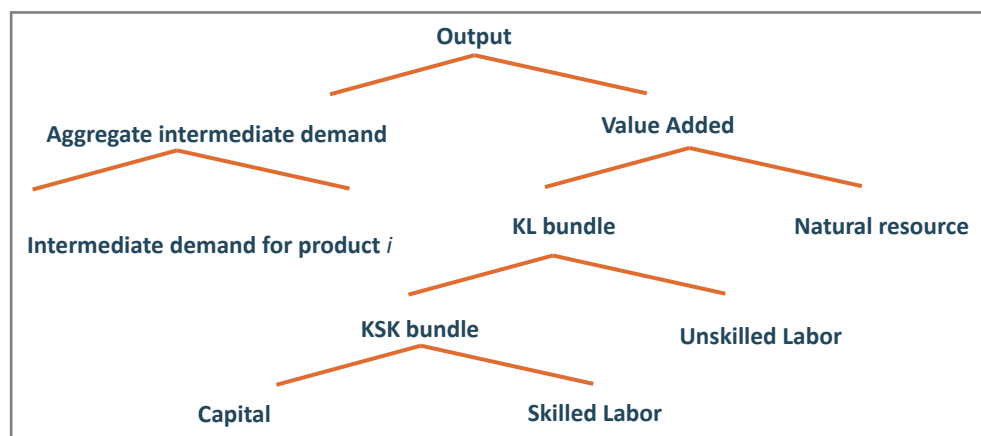 Output
Aggregate intermediate demand
Value Added
Intermediate demand for product i
KL bundle
Natural resource
KSK bundle
Unskilled Labor
Capital
Skilled Labor